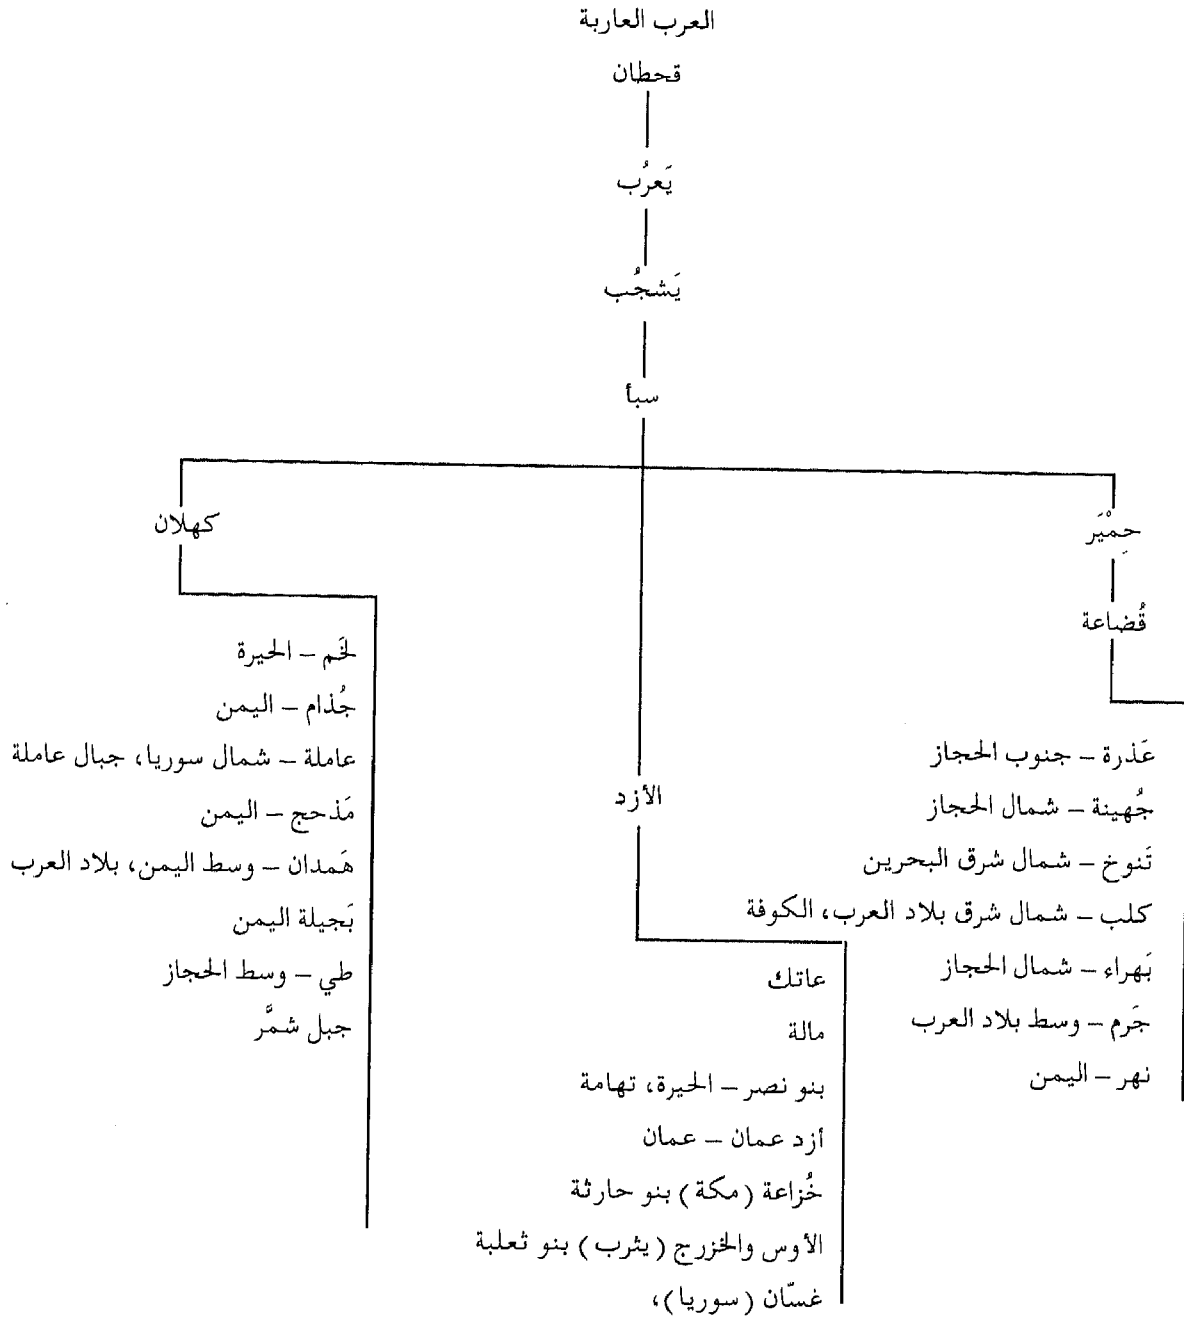 العرب العاربة
قحطان
يَعرُب
يَشجُب
سبأ
حِمْيَر
قُضاعة
عَذرة – جنوب الحجاز
جُهينة – شمال الحجاز
تَنوخ – شمال شرق البحرين
كلب – شمال شرق بلاد العرب، الكوفة
بَهراء – شمال الحجاز
جَرم – وسط بلاد العرب
نهر – اليمن
الأزد
عاتك
مالة
بنو نصر – الحيرة، تهامة
أزد عمان – عمان
خُزاعة (مكة) بنو حارثة
الأوس والخزرج (يثرب) بنو ثعلبة
غسّان (سوريا)،
كهلان
لخَم – الحيرة
جُذام – اليمن
عاملة – شمال سوريا، جبال عاملة
مَذحج – اليمن
هَمدان – وسط اليمن، بلاد العرب
بَجيلة اليمن
طي – وسط الحجاز
جبل شمَّر